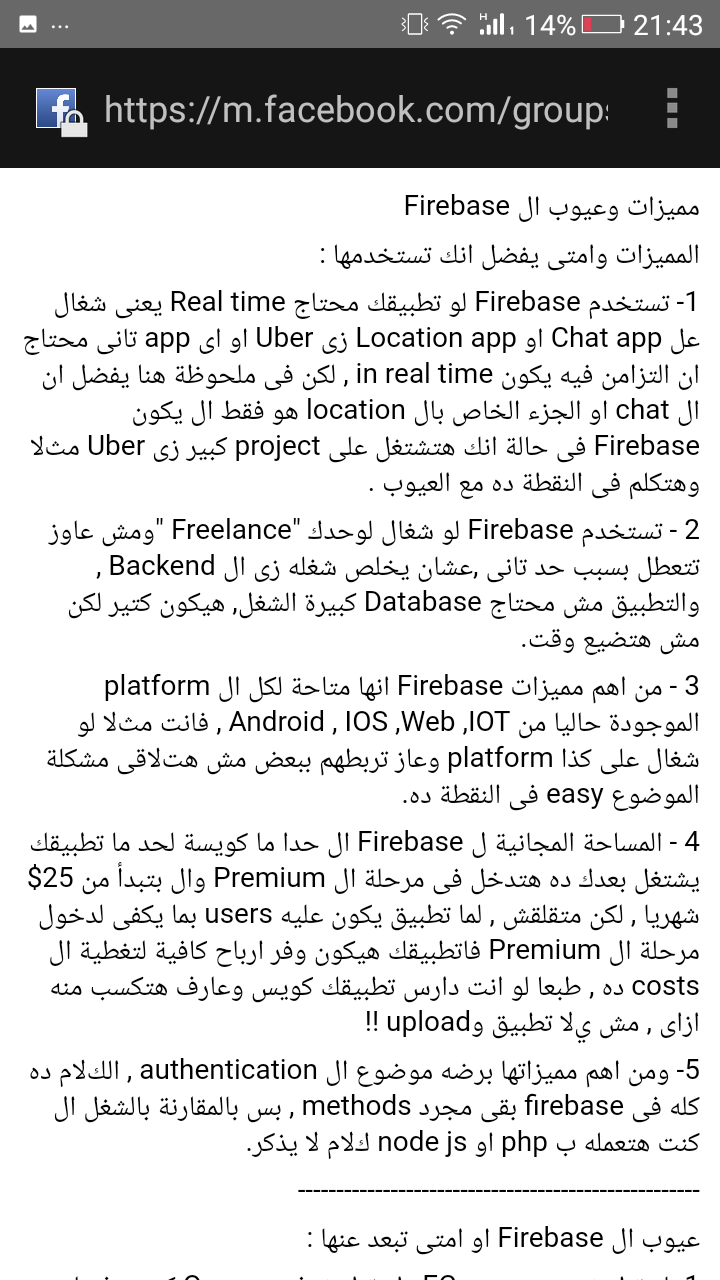 14% 21:43
https://m.facebook.com/groups
مميزات وعيوب ال Firebase
المميزات وامتى يفضل انك تستخدمها :
1- تستخدم Firebase لو تطبيقك محتاج Real time يعنى شغال
عل Chat app او Location app زى Uber او اى app تانى محتاج
ان التزامن فيه يكون in real time , لكن فى ملحوظة هنا يفضل ان
ال chat او الجزء الخاص بال location هو فقط ال يكون
Firebase فى حالة انك هتشتغل على project كبير زى Uber مثلا
وهتكلم فى النقطة ده مع العيوب .
2 - تستخدم Firebase لو شغال لوحدك "Freelance "ومش عاوز
تتعطل بسبب حد تانى ,عشان يخلص شغله زى ال Backend ,
والتطبيق مش محتاج Database كبيرة الشغل, هيكون كتير لكن
مش هتضيع وقت.
3 - من اهم مميزات Firebase انها متاحة لكل ال platform
الموجودة حاليا من Android , IOS ,Web ,IOT , فانت مثلا لو
شغال على كذا platform وعاز تربطهم ببعض مش هتلاقى مشكلة
الموضوع easy فى النقطة ده.
4 - المساحة المجانية ل Firebase ال حدا ما كويسة لحد ما تطبيقك
يشتغل بعدك ده هتدخل فى مرحلة ال Premium وال بتبدأ من 25$
شهريا , لكن متقلقش , لما تطبيق يكون عليه users بما يكفى لدخول
مرحلة ال Premium فاتطبيقك هيكون وفر ارباح كافية لتغطية ال
costs ده , طبعا لو انت دارس تطبيقك كويس وعارف هتكسب منه
ازاى , مش يلا تطبيق وupload !!
5- ومن اهم مميزاتها برضه موضوع ال authentication , الكلام ده
كله فى firebase بقى مجرد methods , بس بالمقارنة بالشغل ال
كنت هتعمله ب php او node js كلام لا يذكر.
-----------------------------------------------------
عيوب ال Firebase او امتى تبعد عنها :